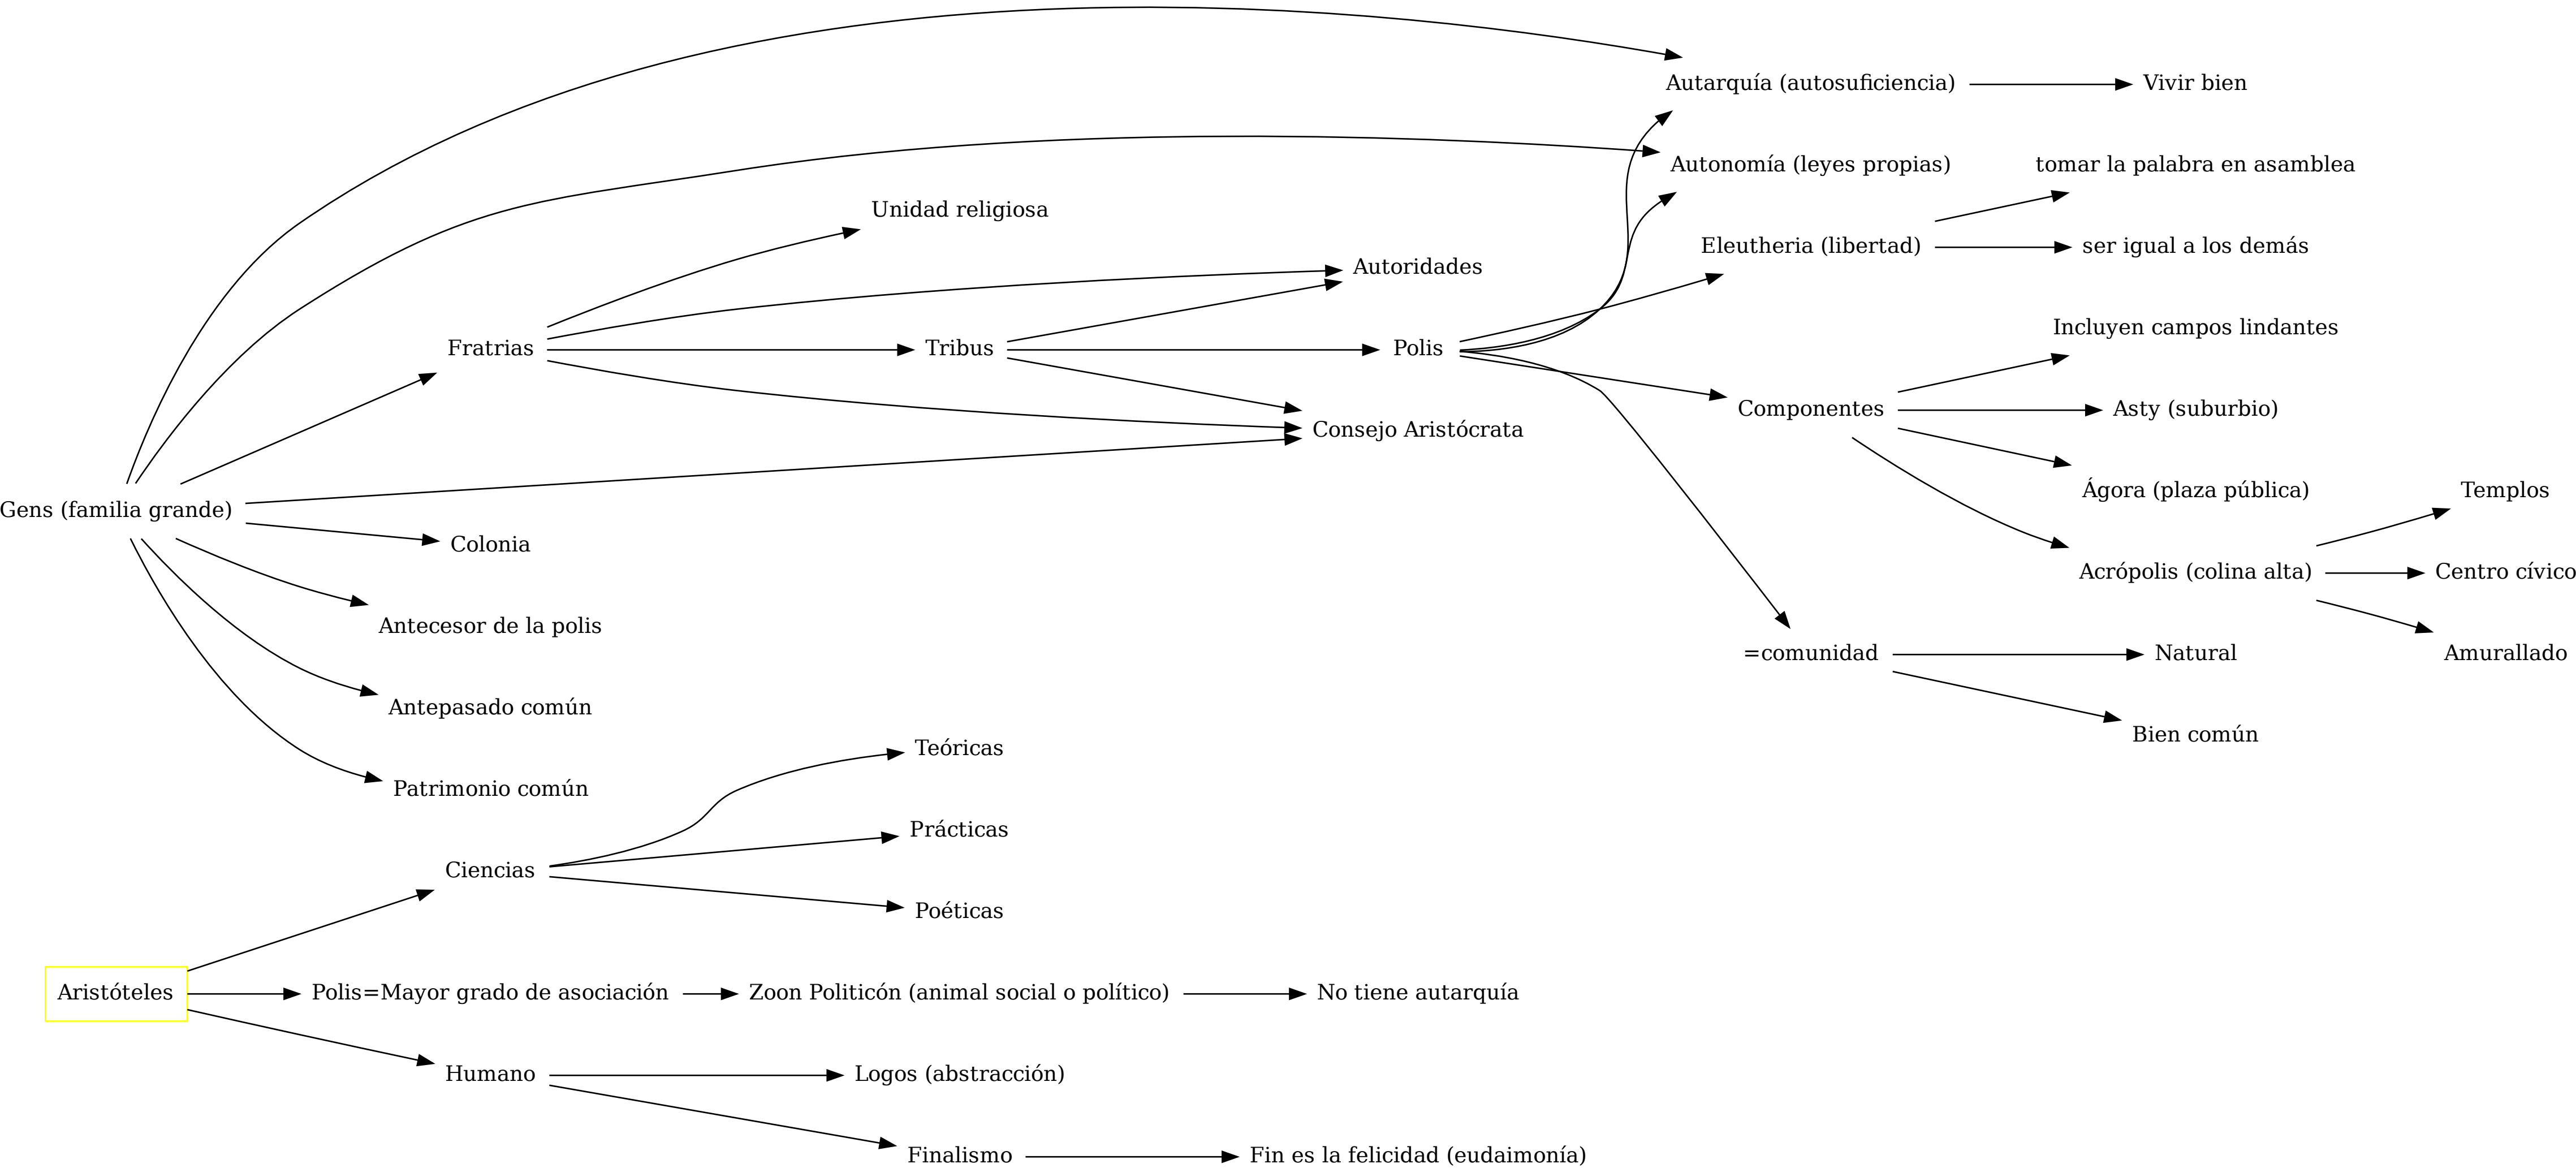 Autarquía (autosuficiencia)
Vivir bien
Autonomía (leyes propias)
tomar la palabra en asamblea
Unidad religiosa
Eleutheria (libertad)
ser igual a los demás
Autoridades
Incluyen campos lindantes
Fratrias
Tribus
Polis
Componentes
Asty (suburbio)
Consejo Aristócrata
Ágora (plaza pública)
Templos
Gens (familia grande)
Colonia
Acrópolis (colina alta)
Centro cívico
Antecesor de la polis
=comunidad
Natural
Amurallado
Antepasado común
Bien común
Teóricas
Patrimonio común
Prácticas
Ciencias
Poéticas
Aristóteles
Polis=Mayor grado de asociación
Zoon Politicón (animal social o político)
No tiene autarquía
Humano
Logos (abstracción)
Finalismo
Fin es la felicidad (eudaimonía)